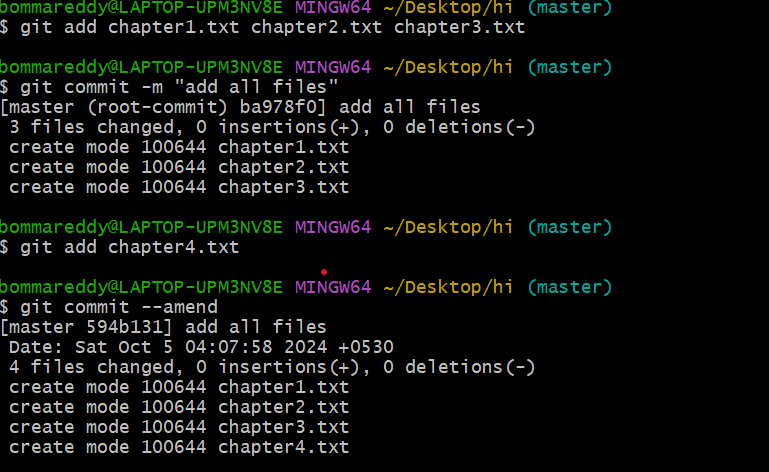 bommareddy@LAPTOP-UPM3NV8E MINGW64 ~/Desktop/hi (master)
$ git add chapter1.txt chapter2.txt chapter3.txt
bommareddy@LAPTOP-UPM3NV8E MINGW64 ~/Desktop/hi (master)
$ git commit -m "add all files"
[master (root-commit) ba978f0] add all files
 3 files changed, 0 insertions(+), 0 deletions(-)
 create mode 100644 chapter1.txt
 create mode 100644 chapter2.txt
 create mode 100644 chapter3.txt
bommareddy@LAPTOP-UPM3NV8E MINGW64 ~/Desktop/hi (master)
$ git add chapter4.txt
bommareddy@LAPTOP-UPM3NV8E MINGW64 ~/Desktop/hi (master)
$ git commit --amend
[master 594b131] add all files
 Date: Sat Oct 5 04:07:58 2024 +0530
 4 files changed, 0 insertions(+), 0 deletions(-)
 create mode 100644 chapter1.txt
 create mode 100644 chapter2.txt
 create mode 100644 chapter3.txt
 create mode 100644 chapter4.txt